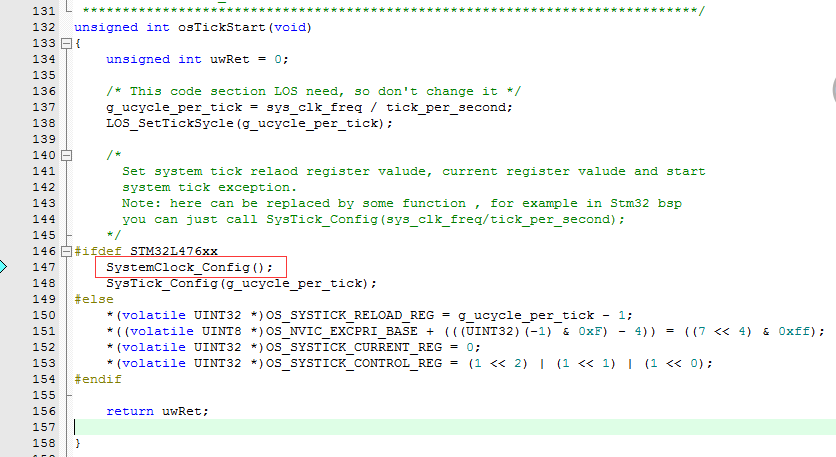 131 ***********************************************************************/
132 unsigned int osTickStart(void)
133 {
134 unsigned int uwRet = 0;
135
136 /* This code section LOS need, so don't change it */
137 g_ucycle_per_tick = sys_clk_freq / tick_per_second;
138 LOS_SetTickSycle(g_ucycle_per_tick);
139
140 /*
141 Set system tick relaod register valude, current register valude and start
142 system tick exception.
143 Note: here can be replaced by some function , for example in Stm32 bsp
144 you can just call SysTick_Config(sys_clk_freq/tick_per_second);
145 */
146 #ifdef STM32L476xx
147 SystemClock_Config();
148 SysTick_Config(g_ucycle_per_tick);
149 #else
150 *(volatile UINT32 *)OS_SYSTICK_RELOAD_REG = g_ucycle_per_tick - 1;
151 *((volatile UINT8 *)OS_NVIC_EXCPRI_BASE + (((UINT32)(-1) & 0xF) - 4)) = ((7 << 4) & 0xff);
152 *(volatile UINT32 *)OS_SYSTICK_CURRENT_REG = 0;
153 *(volatile UINT32 *)OS_SYSTICK_CONTROL_REG = (1 << 2) | (1 << 1) | (1 << 0);
154 #endif
155
156 return uwRet;
157
158 }